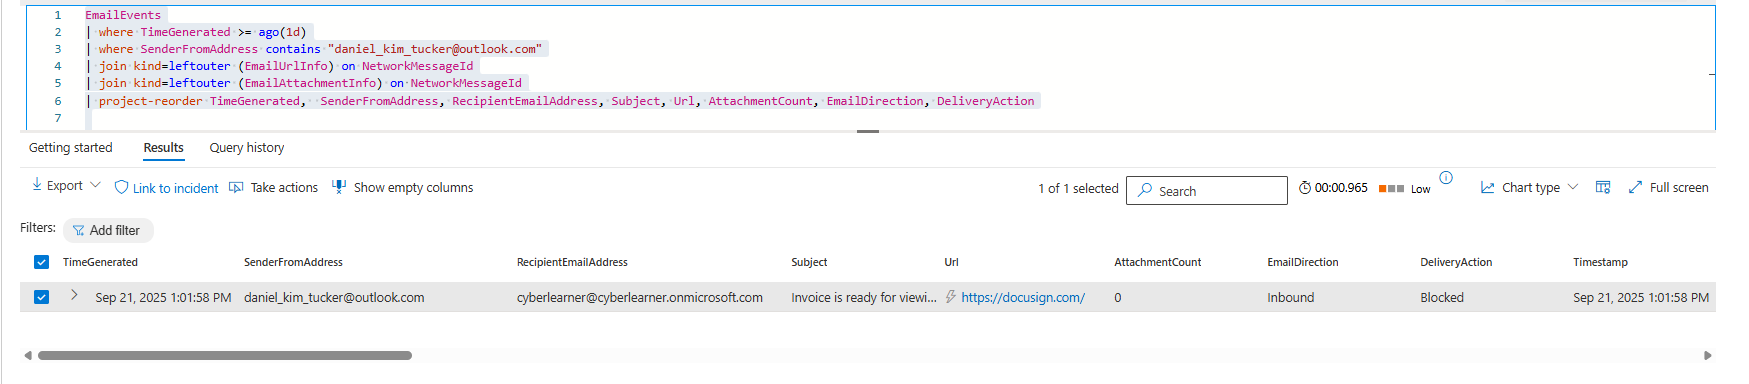 1 EmailEvents
2 | where TimeGenerated >= ago(1d)
3 | where SenderFromAddress contains "daniel_kim_tucker@outlook.com"
4 | join kind=leftouter (EmailUrlInfo) on NetworkMessageId
5 | join kind=leftouter (EmailAttachmentInfo) on NetworkMessageId
6 | project-reorder TimeGenerated, SenderFromAddress, RecipientEmailAddress, Subject, Url, AttachmentCount, EmailDirection, DeliveryAction
7
Getting started Results Query history
Export Link to incident Take actions Show empty columns 1 of 1 selected Search 00:00.965 Low Chart type Full screen
Filters: Add filter
TimeGenerated SenderFromAddress RecipientEmailAddress Subject Url AttachmentCount EmailDirection DeliveryAction Timestamp
Sep 21, 2025 1:01:58 PM daniel_kim_tucker@outlook.com cyberlearner@cyberlearner.onmicrosoft.com Invoice is ready for viewi... https://docusign.com/ 0 Inbound Blocked Sep 21, 2025 1:01:58 PM